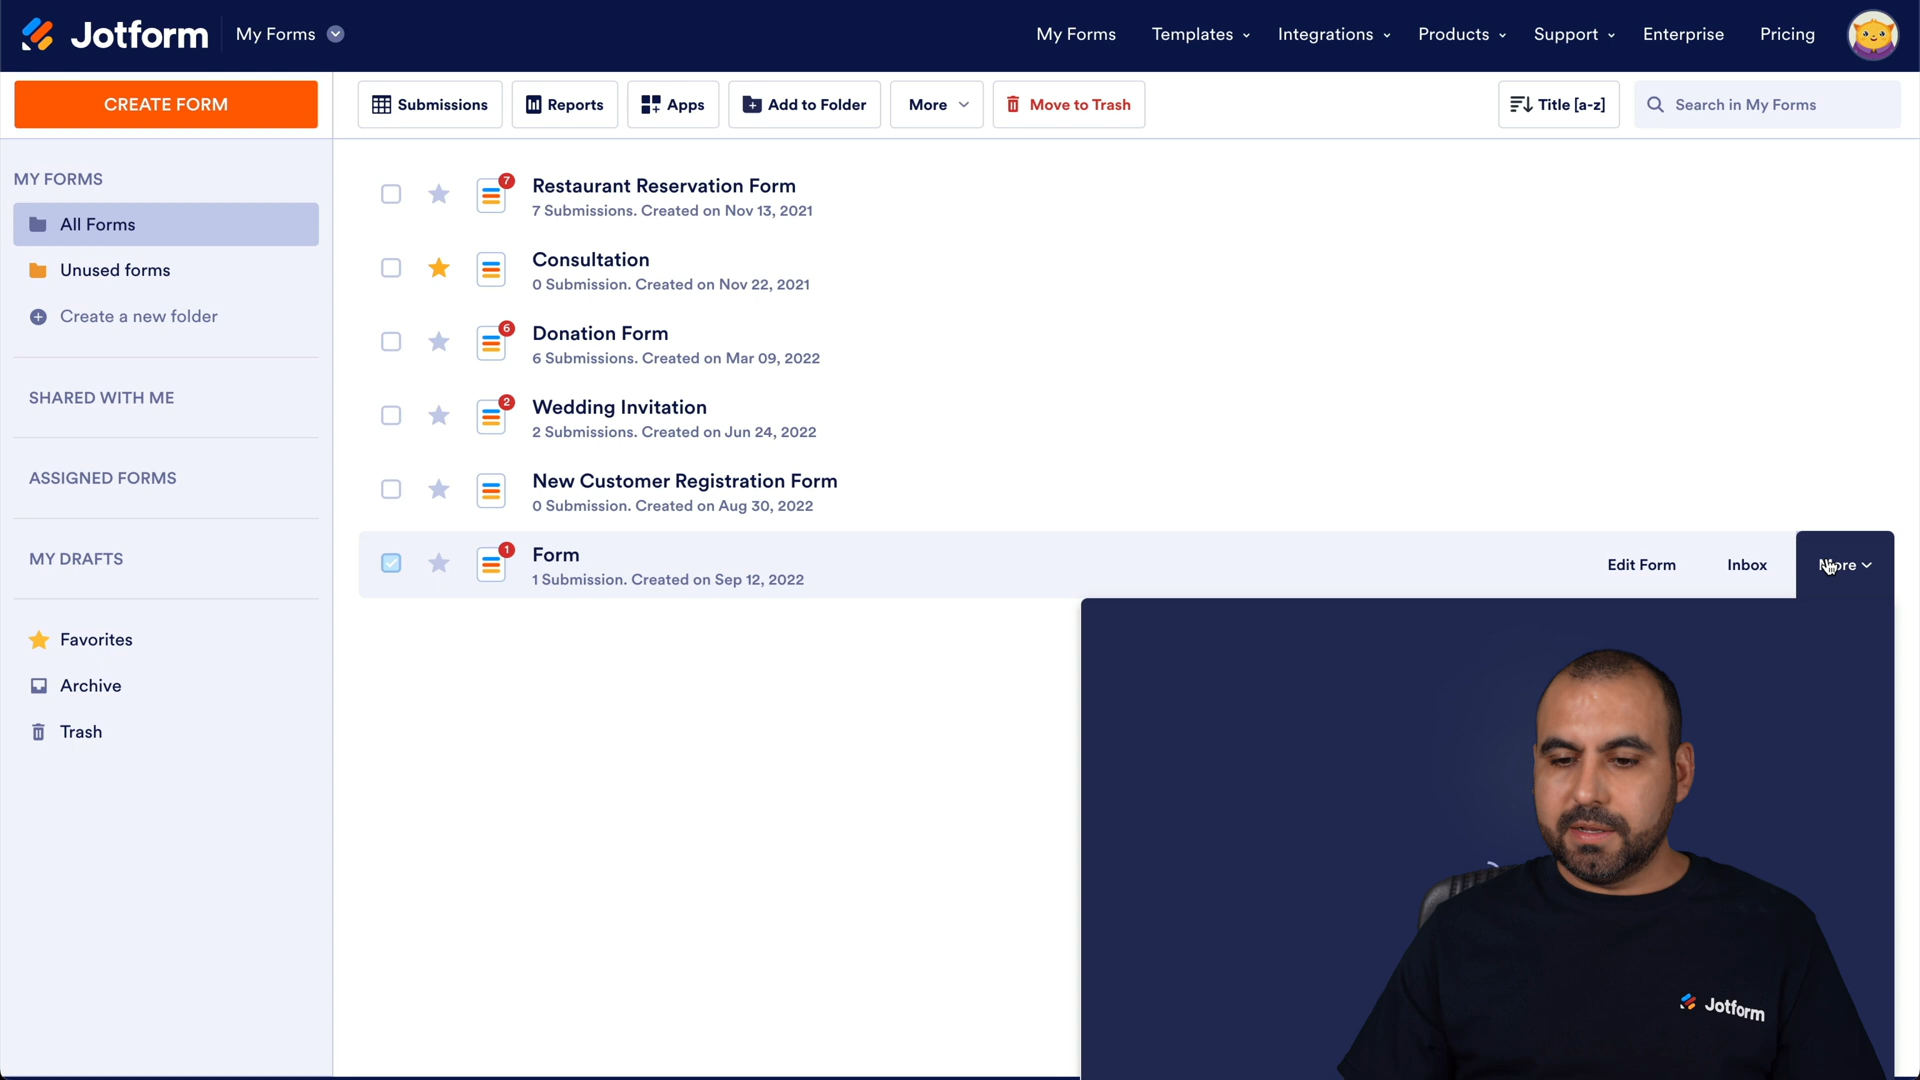 Jotform
My Forms
My Forms
Templates
Integrations
Products
Support
Enterprise
Pricing
CREATE FORM
Submissions
Reports
Apps
Add to Folder
More
Move to Trash
Title [a-z]
Search in My Forms
MY FORMS
All Forms
Unused forms
Create a new folder
SHARED WITH ME
ASSIGNED FORMS
MY DRAFTS
Favorites
Archive
Trash
7
Restaurant Reservation Form
7 Submissions. Created on Nov 13, 2021
Consultation
0 Submission. Created on Nov 22, 2021
6
Donation Form
6 Submissions. Created on Mar 09, 2022
2
Wedding Invitation
2 Submissions. Created on Jun 24, 2022
New Customer Registration Form
0 Submission. Created on Aug 30, 2022
1
Form
1 Submission. Created on Sep 12, 2022
Edit Form
Inbox
More
Jotform